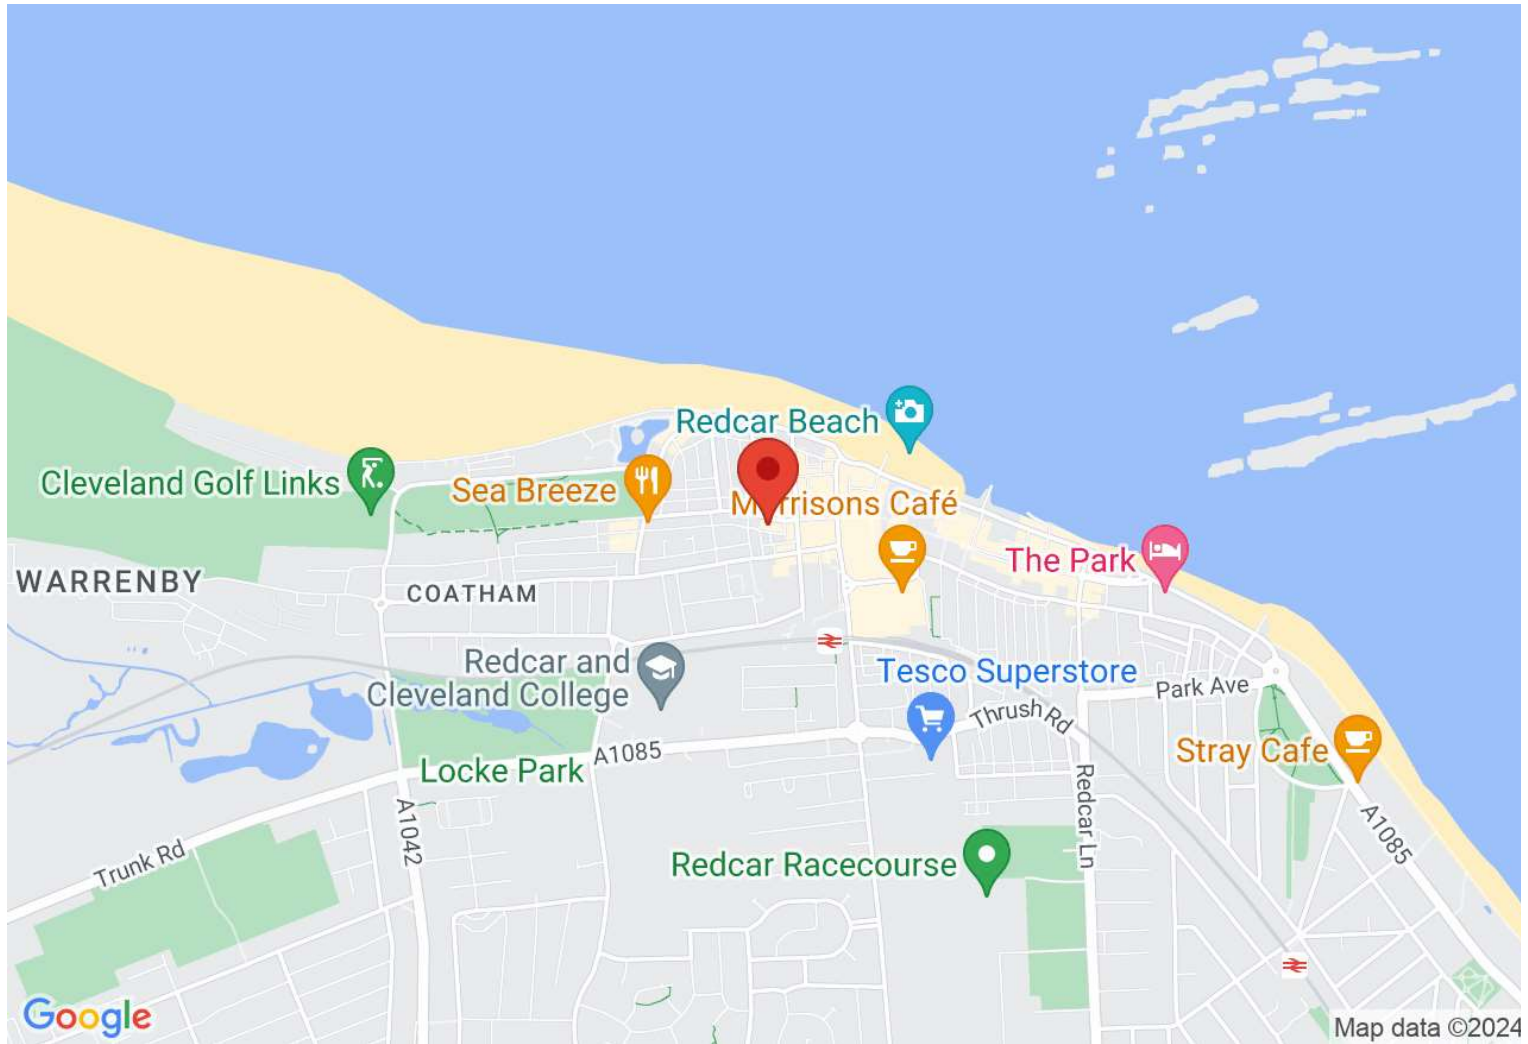 Redcar Beach
Cleveland Golf Links
Sea Breeze
Morrisons Café
The Park
WARRENBY
COATHAM
Redcar and
Cleveland College
Tesco Superstore
Park Ave
Thrush Rd
Stray Cafe
A1085
Locke Park
Redcar Ln
A1042
A1085
Trunk Rd
Redcar Racecourse
Google
Map data ©2024